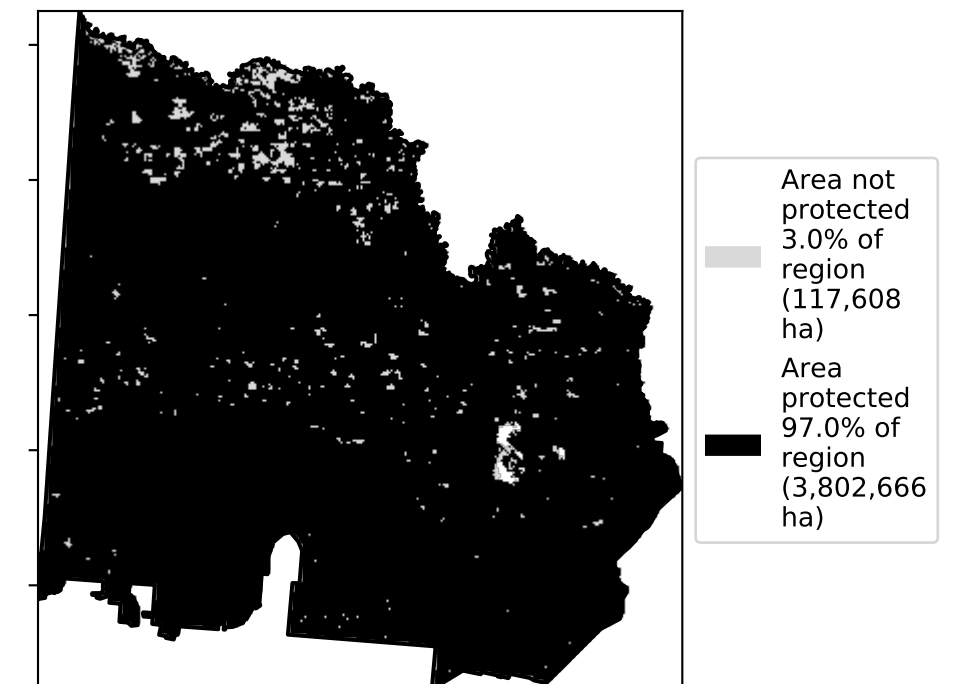 Area not
protected
3.0% of
region
(117,608
ha)
Area
protected
97.0% of
region
(3,802,666
ha)